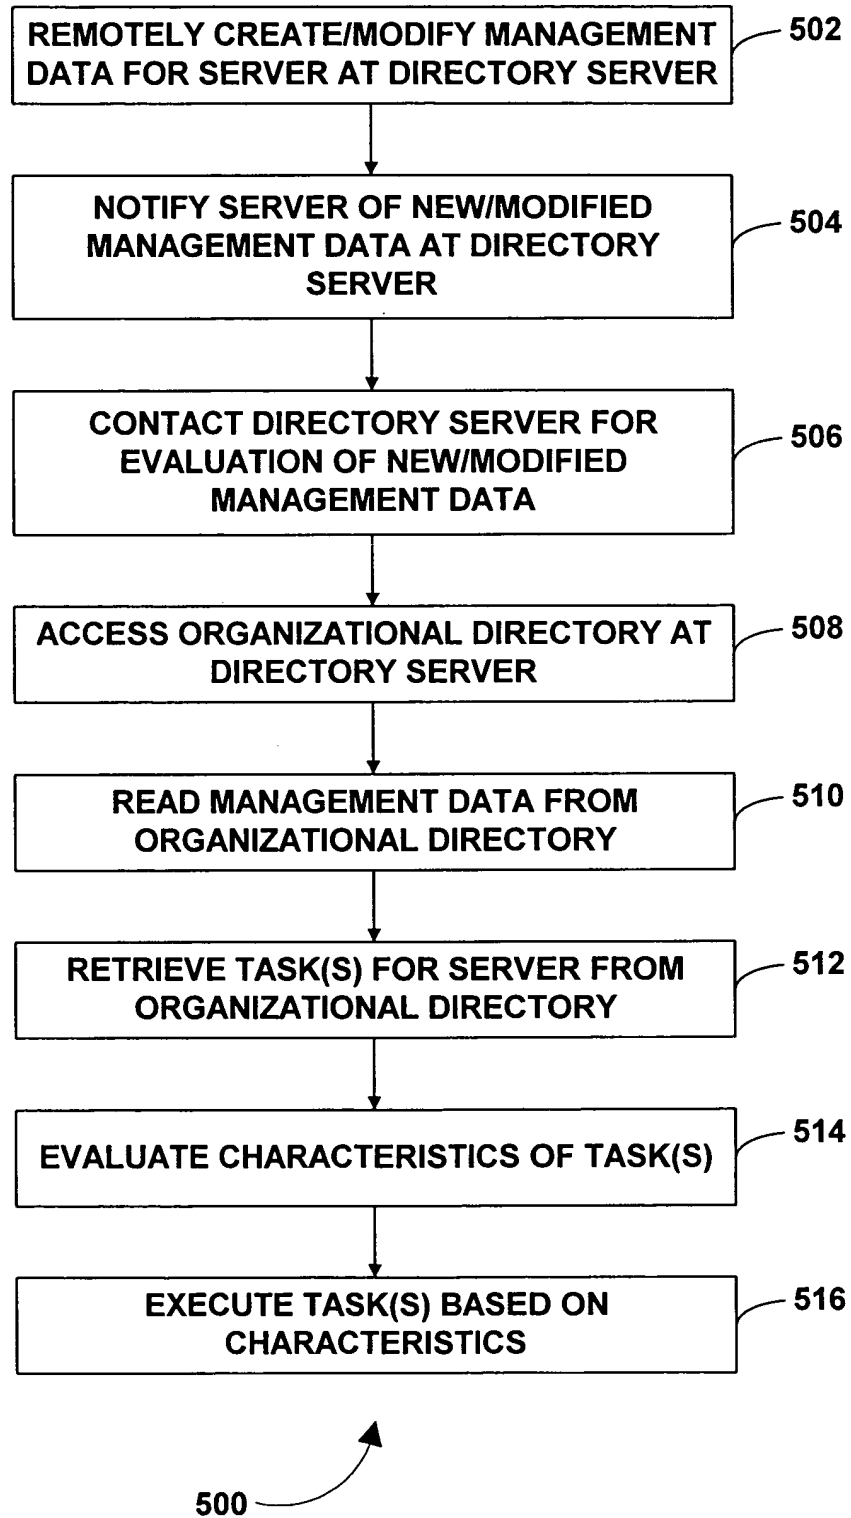 REMOTELY CREATE/MODIFY MANAGEMENT
DATA FOR SERVER AT DIRECTORY SERVER
502
NOTIFY SERVER OF NEW/MODIFIED
MANAGEMENT DATA AT DIRECTORY
SERVER
504
CONTACT DIRECTORY SERVER FOR
EVALUATION OF NEW/MODIFIED
MANAGEMENT DATA
506
ACCESS ORGANIZATIONAL DIRECTORY AT
DIRECTORY SERVER
508
READ MANAGEMENT DATA FROM
ORGANIZATIONAL DIRECTORY
510
RETRIEVE TASK(S) FOR SERVER FROM
ORGANIZATIONAL DIRECTORY
512
EVALUATE CHARACTERISTICS OF TASK(S)
514
EXECUTE TASK(S) BASED ON
CHARACTERISTICS
516
500